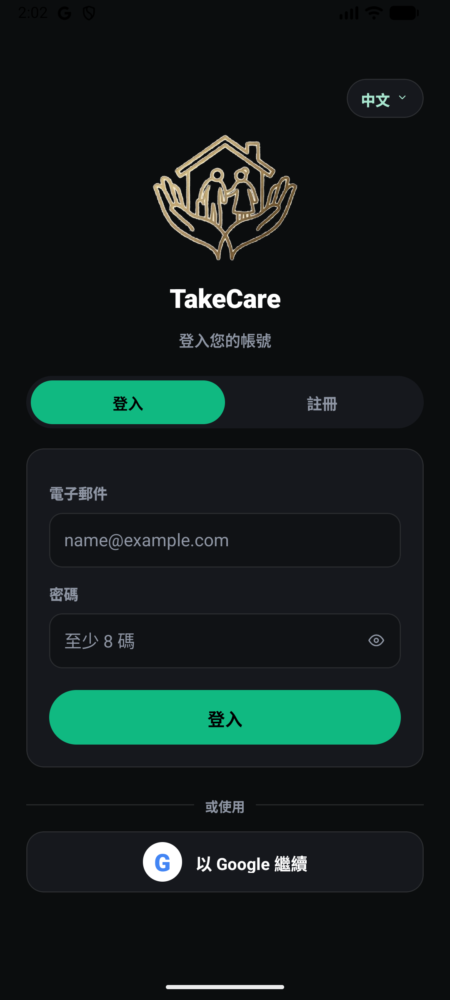 2:02
中文
TakeCare
登入您的帳號
登入
註冊
電子郵件
name@example.com
密碼
至少 8 碼
登入
或使用
G 以 Google 繼續